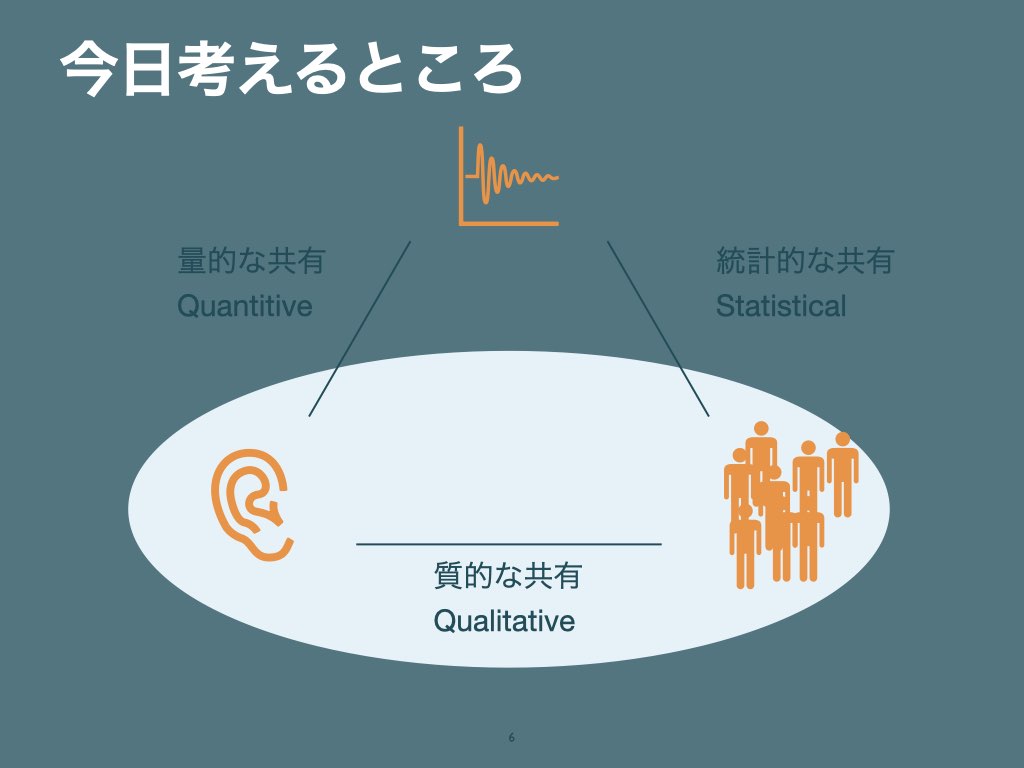 今日考えるところ
量的な共有
Quantitive
統計的な共有
Statistical
質的な共有
Qualitative
6